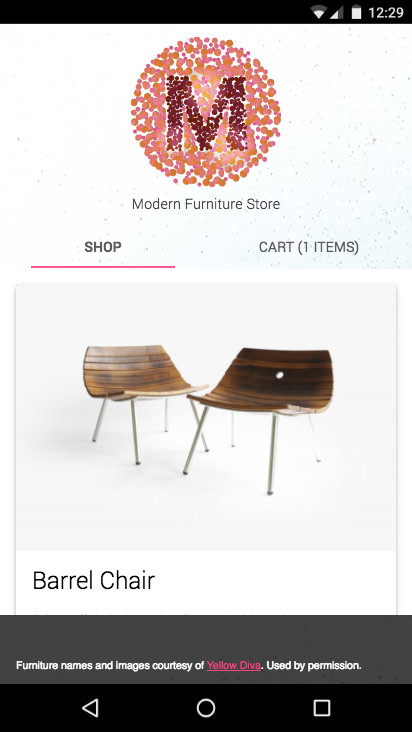 12:29
M
Modern Furniture Store
SHOP
CART (1 ITEMS)
Barrel Chair
Furniture names and images courtesy of Yellow Diva. Used by permission.